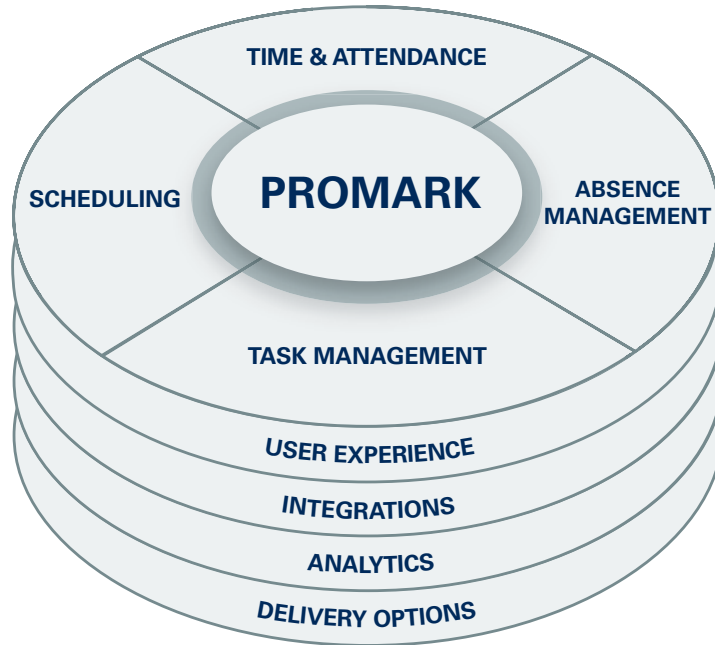 TIME & ATTENDANCE
SCHEDULING
PROMARK
ABSENCE
MANAGEMENT
TASK MANAGEMENT
USER EXPERIENCE
INTEGRATIONS
ANALYTICS
DELIVERY OPTIONS